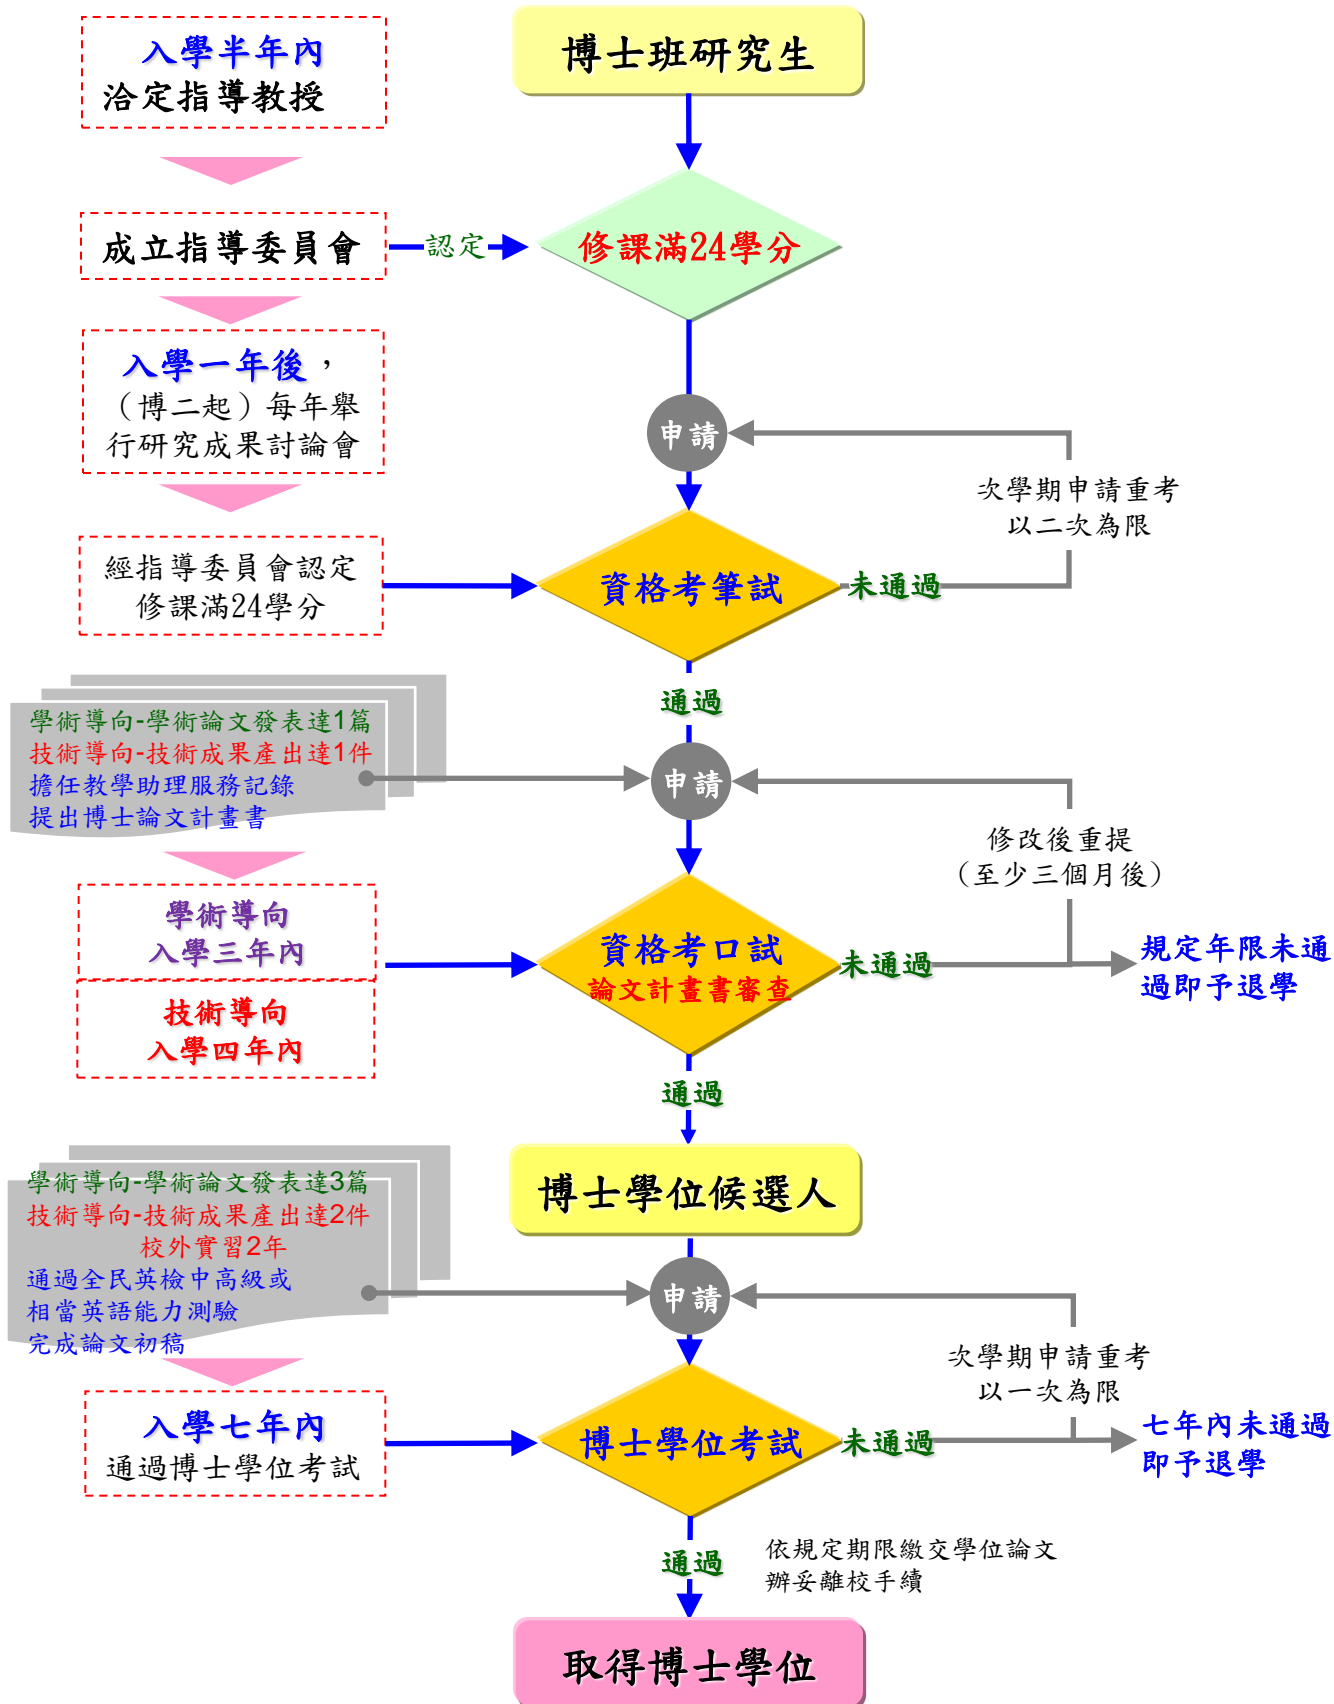 入學半年內
洽定指導教授
博士班研究生
成立指導委員會
認定
修課滿24學分
入學一年後，
（博二起）每年舉
行研究成果討論會
申請
次學期申請重考
以二次為限
經指導委員會認定
修課滿24學分
資格考筆試
未通過
通過
學術導向-學術論文發表達1篇
技術導向-技術成果產出達1件
擔任教學助理服務記錄
提出博士論文計畫書
申請
修改後重提
（至少三個月後）
學術導向
入學三年內
技術導向
入學四年內
資格考口試
論文計畫書審查
未通過
規定年限未通
過即予退學
通過
博士學位候選人
學術導向-學術論文發表達3篇
技術導向-技術成果產出達2件
校外實習2年
通過全民英檢中高級或
相當英語能力測驗
完成論文初稿
申請
次學期申請重考
以一次為限
入學七年內
通過博士學位考試
博士學位考試
未通過
七年內未通過
即予退學
通過
依規定期限繳交學位論文
辦妥離校手續
取得博士學位